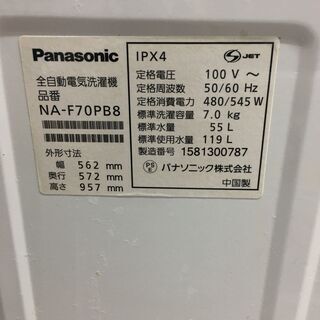 Panasonic
全自動電気洗濯機
品番
NA-F70PB8
外形寸法
幅 562 mm
奥行 572 mm
高さ 957 mm
IPX4
S JET
定格電圧 100 V ～
定格周波数 50/60 Hz
定格消費電力 480/545 W
標準洗濯容量 7.0 kg
標準水量 55 L
標準使用水量 119 L
製造番号 1581300787
PS E パナソニック株式会社
中国製